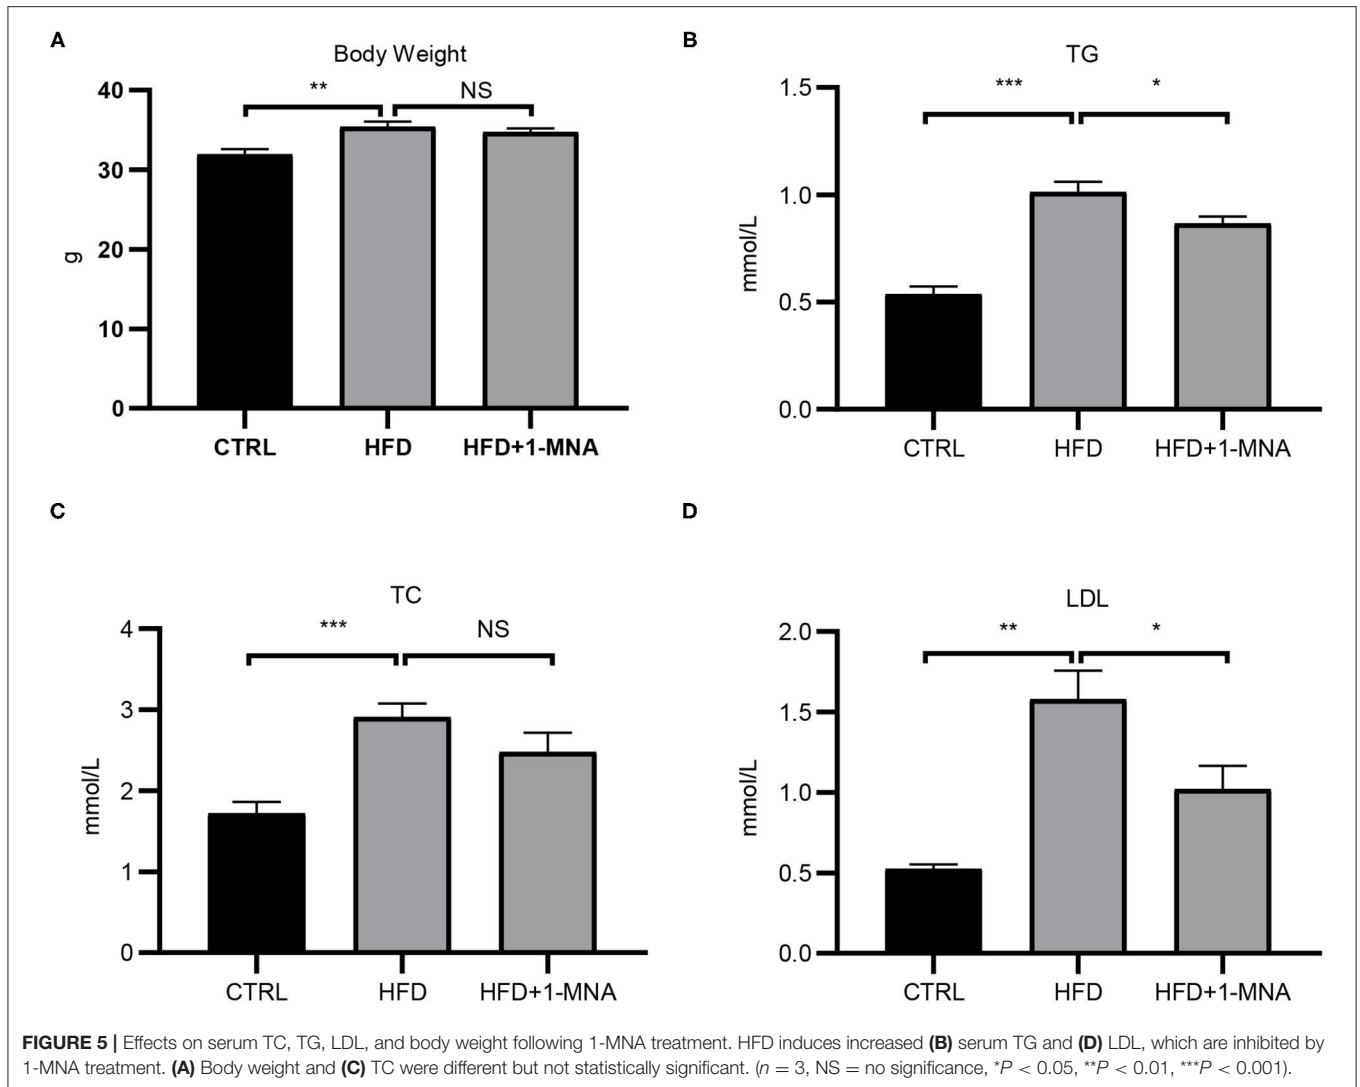 A
Body Weight
**
NS
40
30
20
10
0
g
CTRL
HFD
HFD+1-MNA
B
TG
***
*
1.5
1.0
0.5
0.0
mmol/L
CTRL
HFD
HFD+1-MNA
C
TC
***
NS
4
3
2
1
0
mmol/L
CTRL
HFD
HFD+1-MNA
D
LDL
**
*
2.0
1.5
1.0
0.5
0.0
mmol/L
CTRL
HFD
HFD+1-MNA
FIGURE 5 | Effects on serum TC, TG, LDL, and body weight following 1-MNA treatment. HFD induces increased (B) serum TG and (D) LDL, which are inhibited by
1-MNA treatment. (A) Body weight and (C) TC were different but not statistically significant. (n = 3, NS = no significance, *P < 0.05, **P < 0.01, ***P < 0.001).